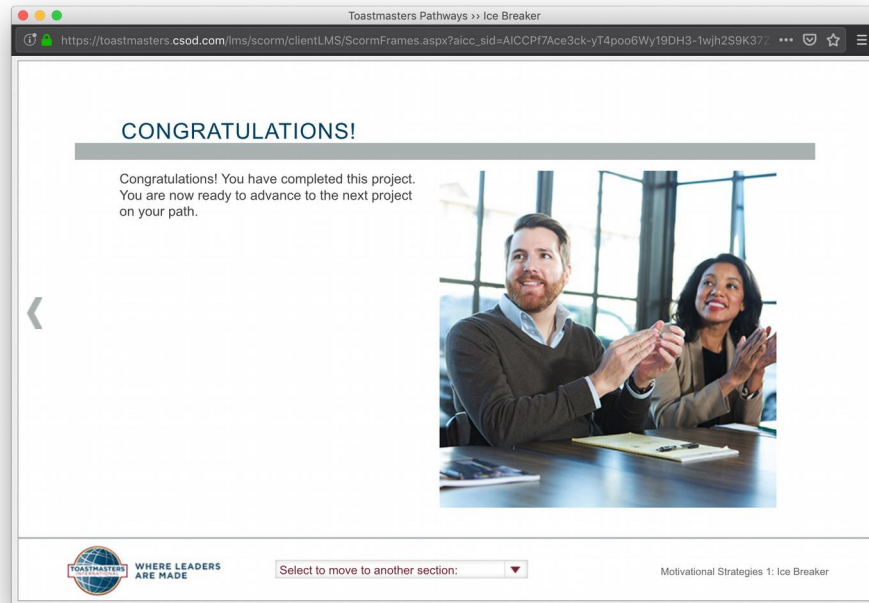 Toastmasters Pathways ›› Ice Breaker
https://toastmasters.csod.com/lms/scorm/clientLMS/ScormFrames.aspx?aicc_sid=AICCPf7Ace3ck-yT4poo6Wy19DH3-1wjh2S9K37Z
CONGRATULATIONS!
Congratulations! You have completed this project.
You are now ready to advance to the next project
on your path.
TOASTMASTERS
INTERNATIONAL
WHERE LEADERS
ARE MADE
Select to move to another section:
Motivational Strategies 1: Ice Breaker